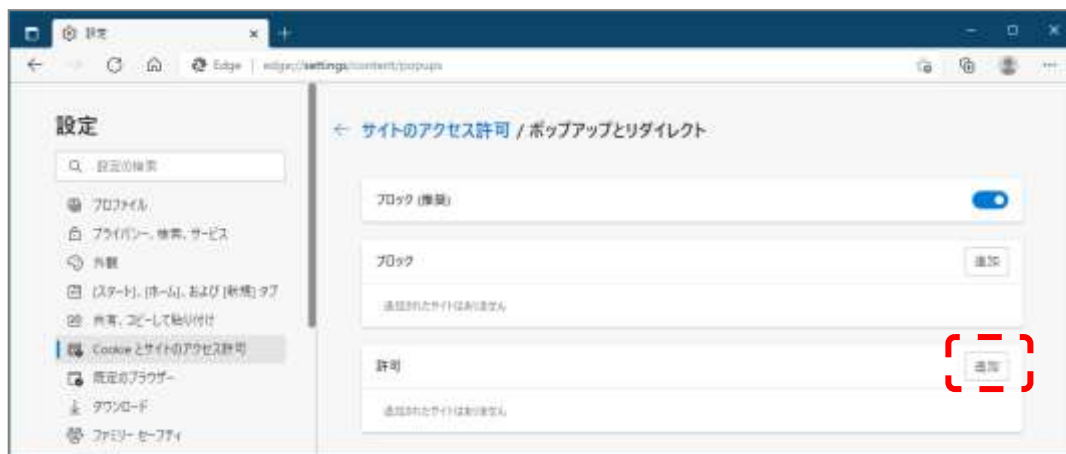 設定
Edge | edge://settings/content/popups
設定
設定の検索
プロファイル
プライバシー、検索、サービス
外観
[スタート]、[ホーム]、および [新規] タブ
共有、コピーして貼り付け
Cookie とサイトのアクセス許可
既定のブラウザー
ダウンロード
ファミリー セーフティ
サイトのアクセス許可 / ポップアップとリダイレクト
ブロック (推奨)
ブロック
追加
追加されたサイトはありません
許可
追加
追加されたサイトはありません